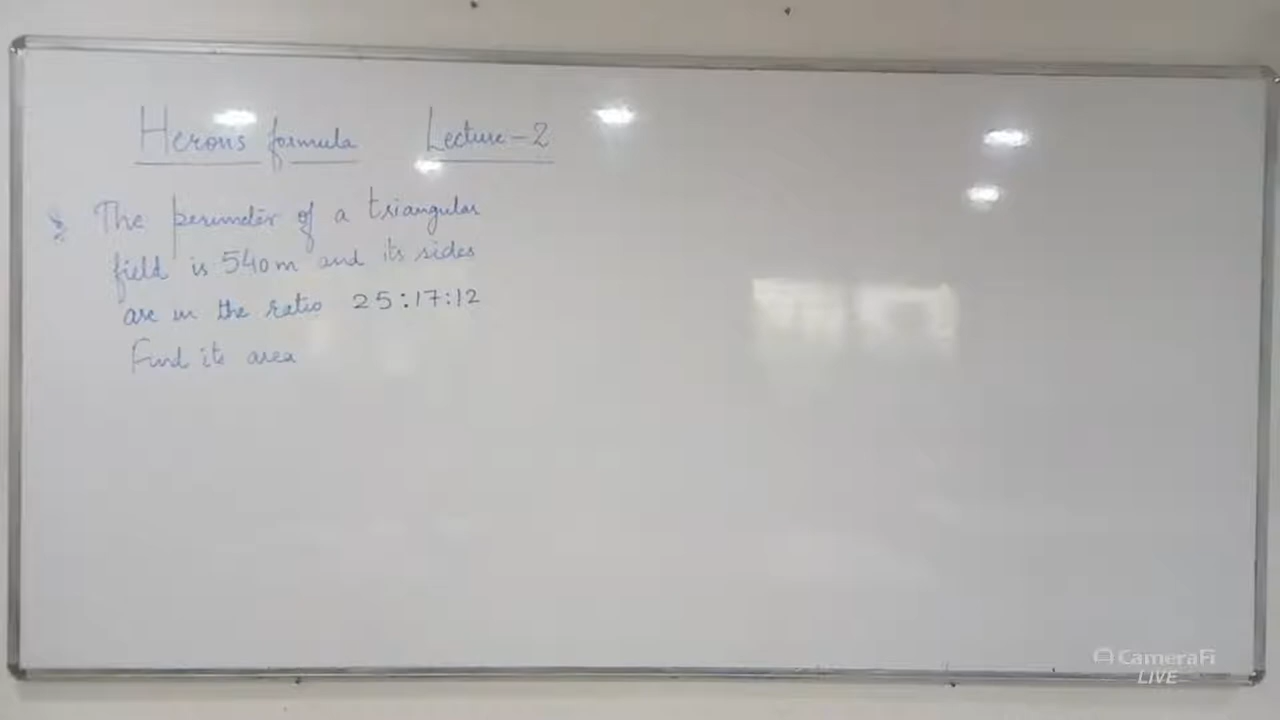 Herons formula Lecture-2
The perimeter of a triangular
field is 540m and its sides
are in the ratio 25:17:12
Find its area
CameraFi
LIVE